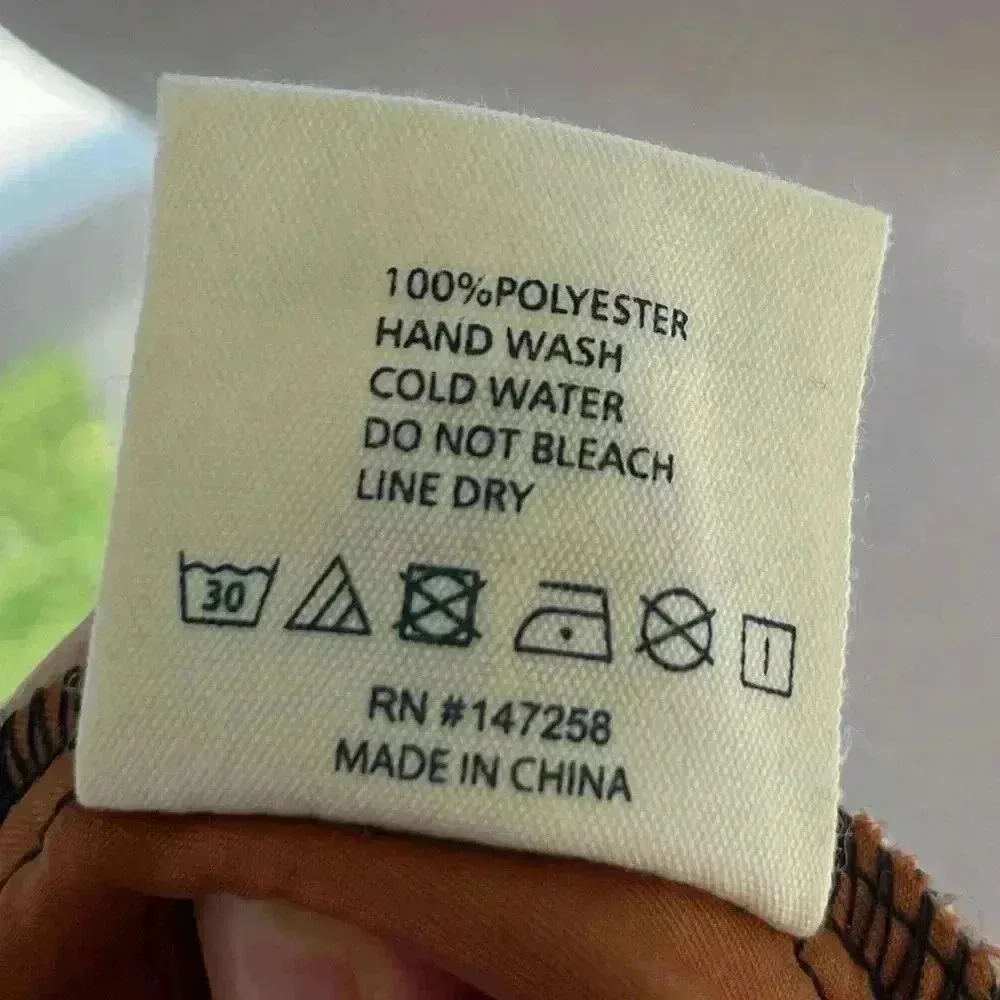 100%POLYESTER
HAND WASH
COLD WATER
DO NOT BLEACH
LINE DRY
30
RN #147258
MADE IN CHINA